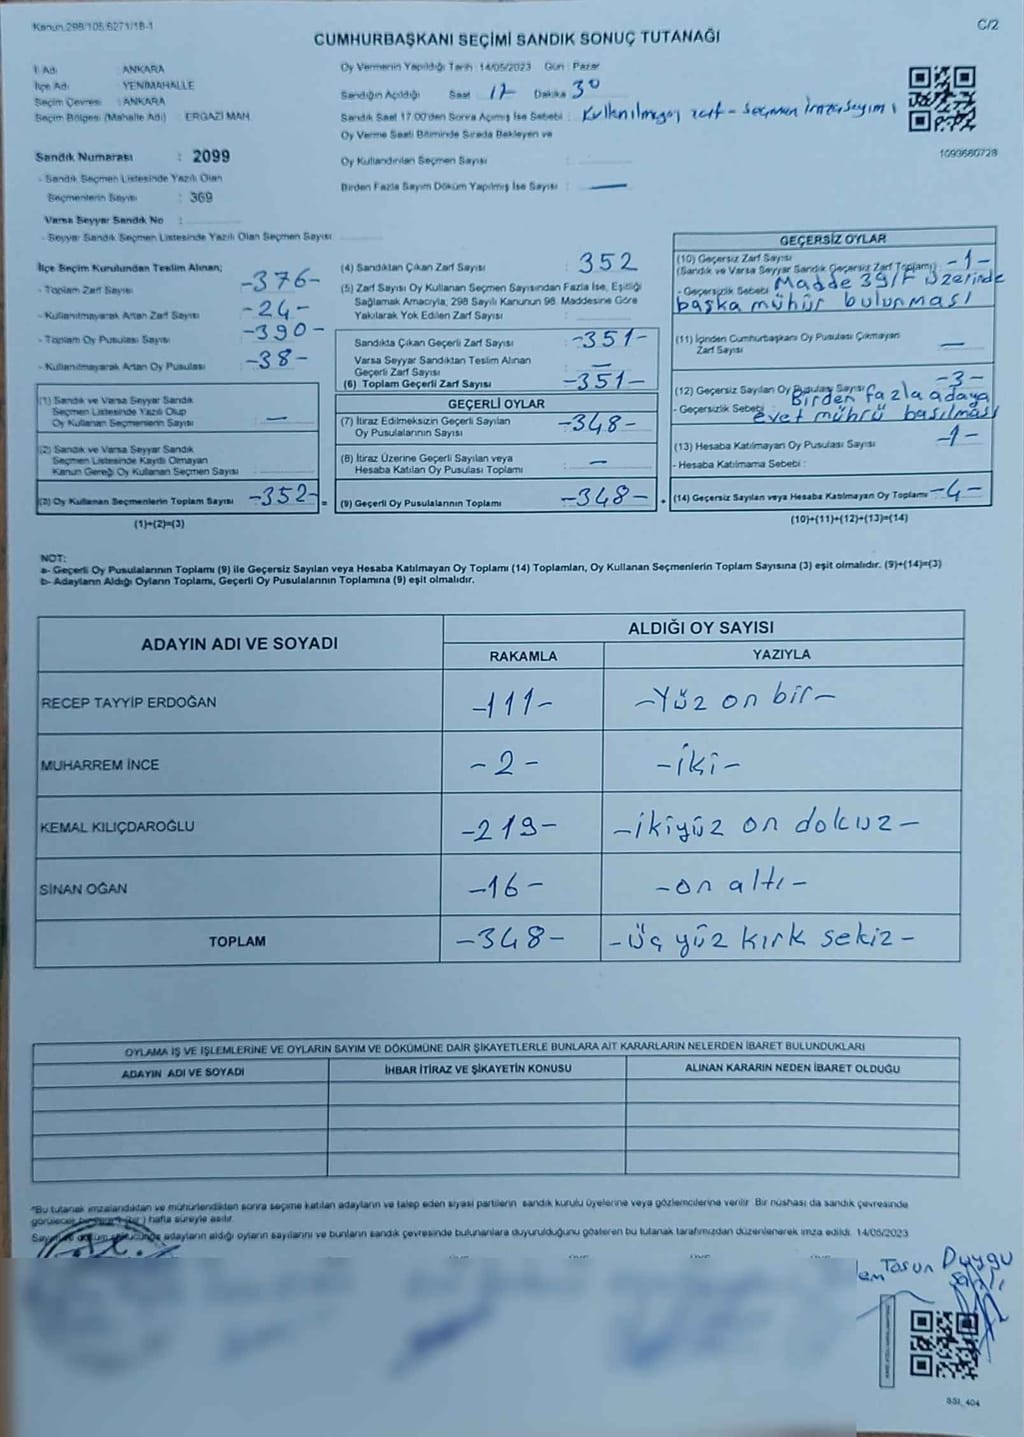 Kanun:298/105,6271/18-1
C/2
CUMHURBAŞKANI SEÇİMİ SANDIK SONUÇ TUTANAĞI
İl Adı : ANKARA
İlçe Adı : YENİMAHALLE
Seçim Çevresi : ANKARA
Seçim Bölgesi (Mahalle Adı) : ERGAZİ MAH.
Sandık Numarası : 2099
- Sandık Seçmen Listesinde Yazılı Olan
Seçmenlerin Sayısı : 369
Varsa Seyyar Sandık No :
- Seyyar Sandık Seçmen Listesinde Yazılı Olan Seçmen Sayısı
Oy Vermenin Yapıldığı Tarih : 14/05/2023 Gün : Pazar
Sandığın Açıldığı Saat 17 Dakika 30
Sandık Saat 17.00'den Sonra Açılmış İse Sebebi : Kullanılmayan zarf - Seçmen imza sayımı
Oy Verme Saati Bitiminde Sırada Bekleyen ve
Oy Kullandırılan Seçmen Sayısı :
Birden Fazla Sayım Döküm Yapılmış İse Sayısı : —
1093680728
İlçe Seçim Kurulundan Teslim Alınan;
- Toplam Zarf Sayısı -376-
- Kullanılmayarak Artan Zarf Sayısı -24-
- Toplam Oy Pusulası Sayısı -390-
- Kullanılmayarak Artan Oy Pusulası -38-
(1) Sandık ve Varsa Seyyar Sandık
Seçmen Listesinde Yazılı Olup
Oy Kullanan Seçmenlerin Sayısı : —
(2) Sandık ve Varsa Seyyar Sandık
Seçmen Listesinde Kayıtlı Olmayan
Kanun Gereği Oy Kullanan Seçmen Sayısı :
(3) Oy Kullanan Seçmenlerin Toplam Sayısı -352- =
(1)+(2)=(3)
(4) Sandıktan Çıkan Zarf Sayısı : 352
(5) Zarf Sayısı Oy Kullanan Seçmen Sayısından Fazla İse, Eşitliği
Sağlamak Amacıyla, 298 Sayılı Kanunun 98. Maddesine Göre
Yakılarak Yok Edilen Zarf Sayısı :
Sandıkta Çıkan Geçerli Zarf Sayısı : -351-
Varsa Seyyar Sandıktan Teslim Alınan
Geçerli Zarf Sayısı : —
(6) Toplam Geçerli Zarf Sayısı -351-
GEÇERLİ OYLAR
(7) İtiraz Edilmeksizin Geçerli Sayılan
Oy Pusulalarının Sayısı -348-
(8) İtiraz Üzerine Geçerli Sayılan veya
Hesaba Katılan Oy Pusulası Toplamı : —
(9) Geçerli Oy Pusulalarının Toplamı -348- +
GEÇERSİZ OYLAR
(10) Geçersiz Zarf Sayısı
(Sandık ve Varsa Seyyar Sandık Geçersiz Zarf Toplamı) : -1-
- Geçersizlik Sebebi : Madde 39/F üzerinde
başka mühür bulunması
(11) İçinden Cumhurbaşkanı Oy Pusulası Çıkmayan
Zarf Sayısı —
(12) Geçersiz Sayılan Oy Pusulası Sayısı -3-
- Geçersizlik Sebebi Birden fazla adaya
evet mührü basılması
(13) Hesaba Katılmayan Oy Pusulası Sayısı -1-
- Hesaba Katılmama Sebebi :
(14) Geçersiz Sayılan veya Hesaba Katılmayan Oy Toplamı -4-
(10)+(11)+(12)+(13)=(14)
NOT:
a- Geçerli Oy Pusulalarının Toplamı (9) ile Geçersiz Sayılan veya Hesaba Katılmayan Oy Toplamı (14) Toplamları, Oy Kullanan Seçmenlerin Toplam Sayısına (3) eşit olmalıdır. (9)+(14)=(3)
b- Adayların Aldığı Oyların Toplamı, Geçerli Oy Pusulalarının Toplamına (9) eşit olmalıdır.
ADAYIN ADI VE SOYADI
ALDIĞI OY SAYISI
RAKAMLA YAZIYLA
RECEP TAYYİP ERDOĞAN -111- -Yüz on bir-
MUHARREM İNCE -2- -iki-
KEMAL KILIÇDAROĞLU -219- -ikiyüz on dokuz-
SİNAN OĞAN -16- -on altı-
TOPLAM -348- -Üç yüz kırk sekiz-
OYLAMA İŞ VE İŞLEMLERİNE VE OYLARIN SAYIM VE DÖKÜMÜNE DAİR ŞİKAYETLERLE BUNLARA AİT KARARLARIN NELERDEN İBARET BULUNDUKLARI
ADAYIN ADI VE SOYADI İHBAR İTİRAZ VE ŞİKAYETİN KONUSU ALINAN KARARIN NEDEN İBARET OLDUĞU
*Bu tutanak imzalandıktan ve mühürlendikten sonra seçime katılan adayların ve talep eden siyasi partilerin sandık kurulu üyelerine veya gözlemcilerine verilir. Bir nüshası da sandık çevresinde
görülecek bir yere 1 (bir) hafta süreyle asılır.
Sayım ve döküm sonucunda adayların aldığı oyların sayılarını ve bunların sandık çevresinde bulunanlara duyurulduğunu gösteren bu tutanak tarafımızdan düzenlenerek imza edildi. 14/05/2023
Tosun Duygu
SSI_404